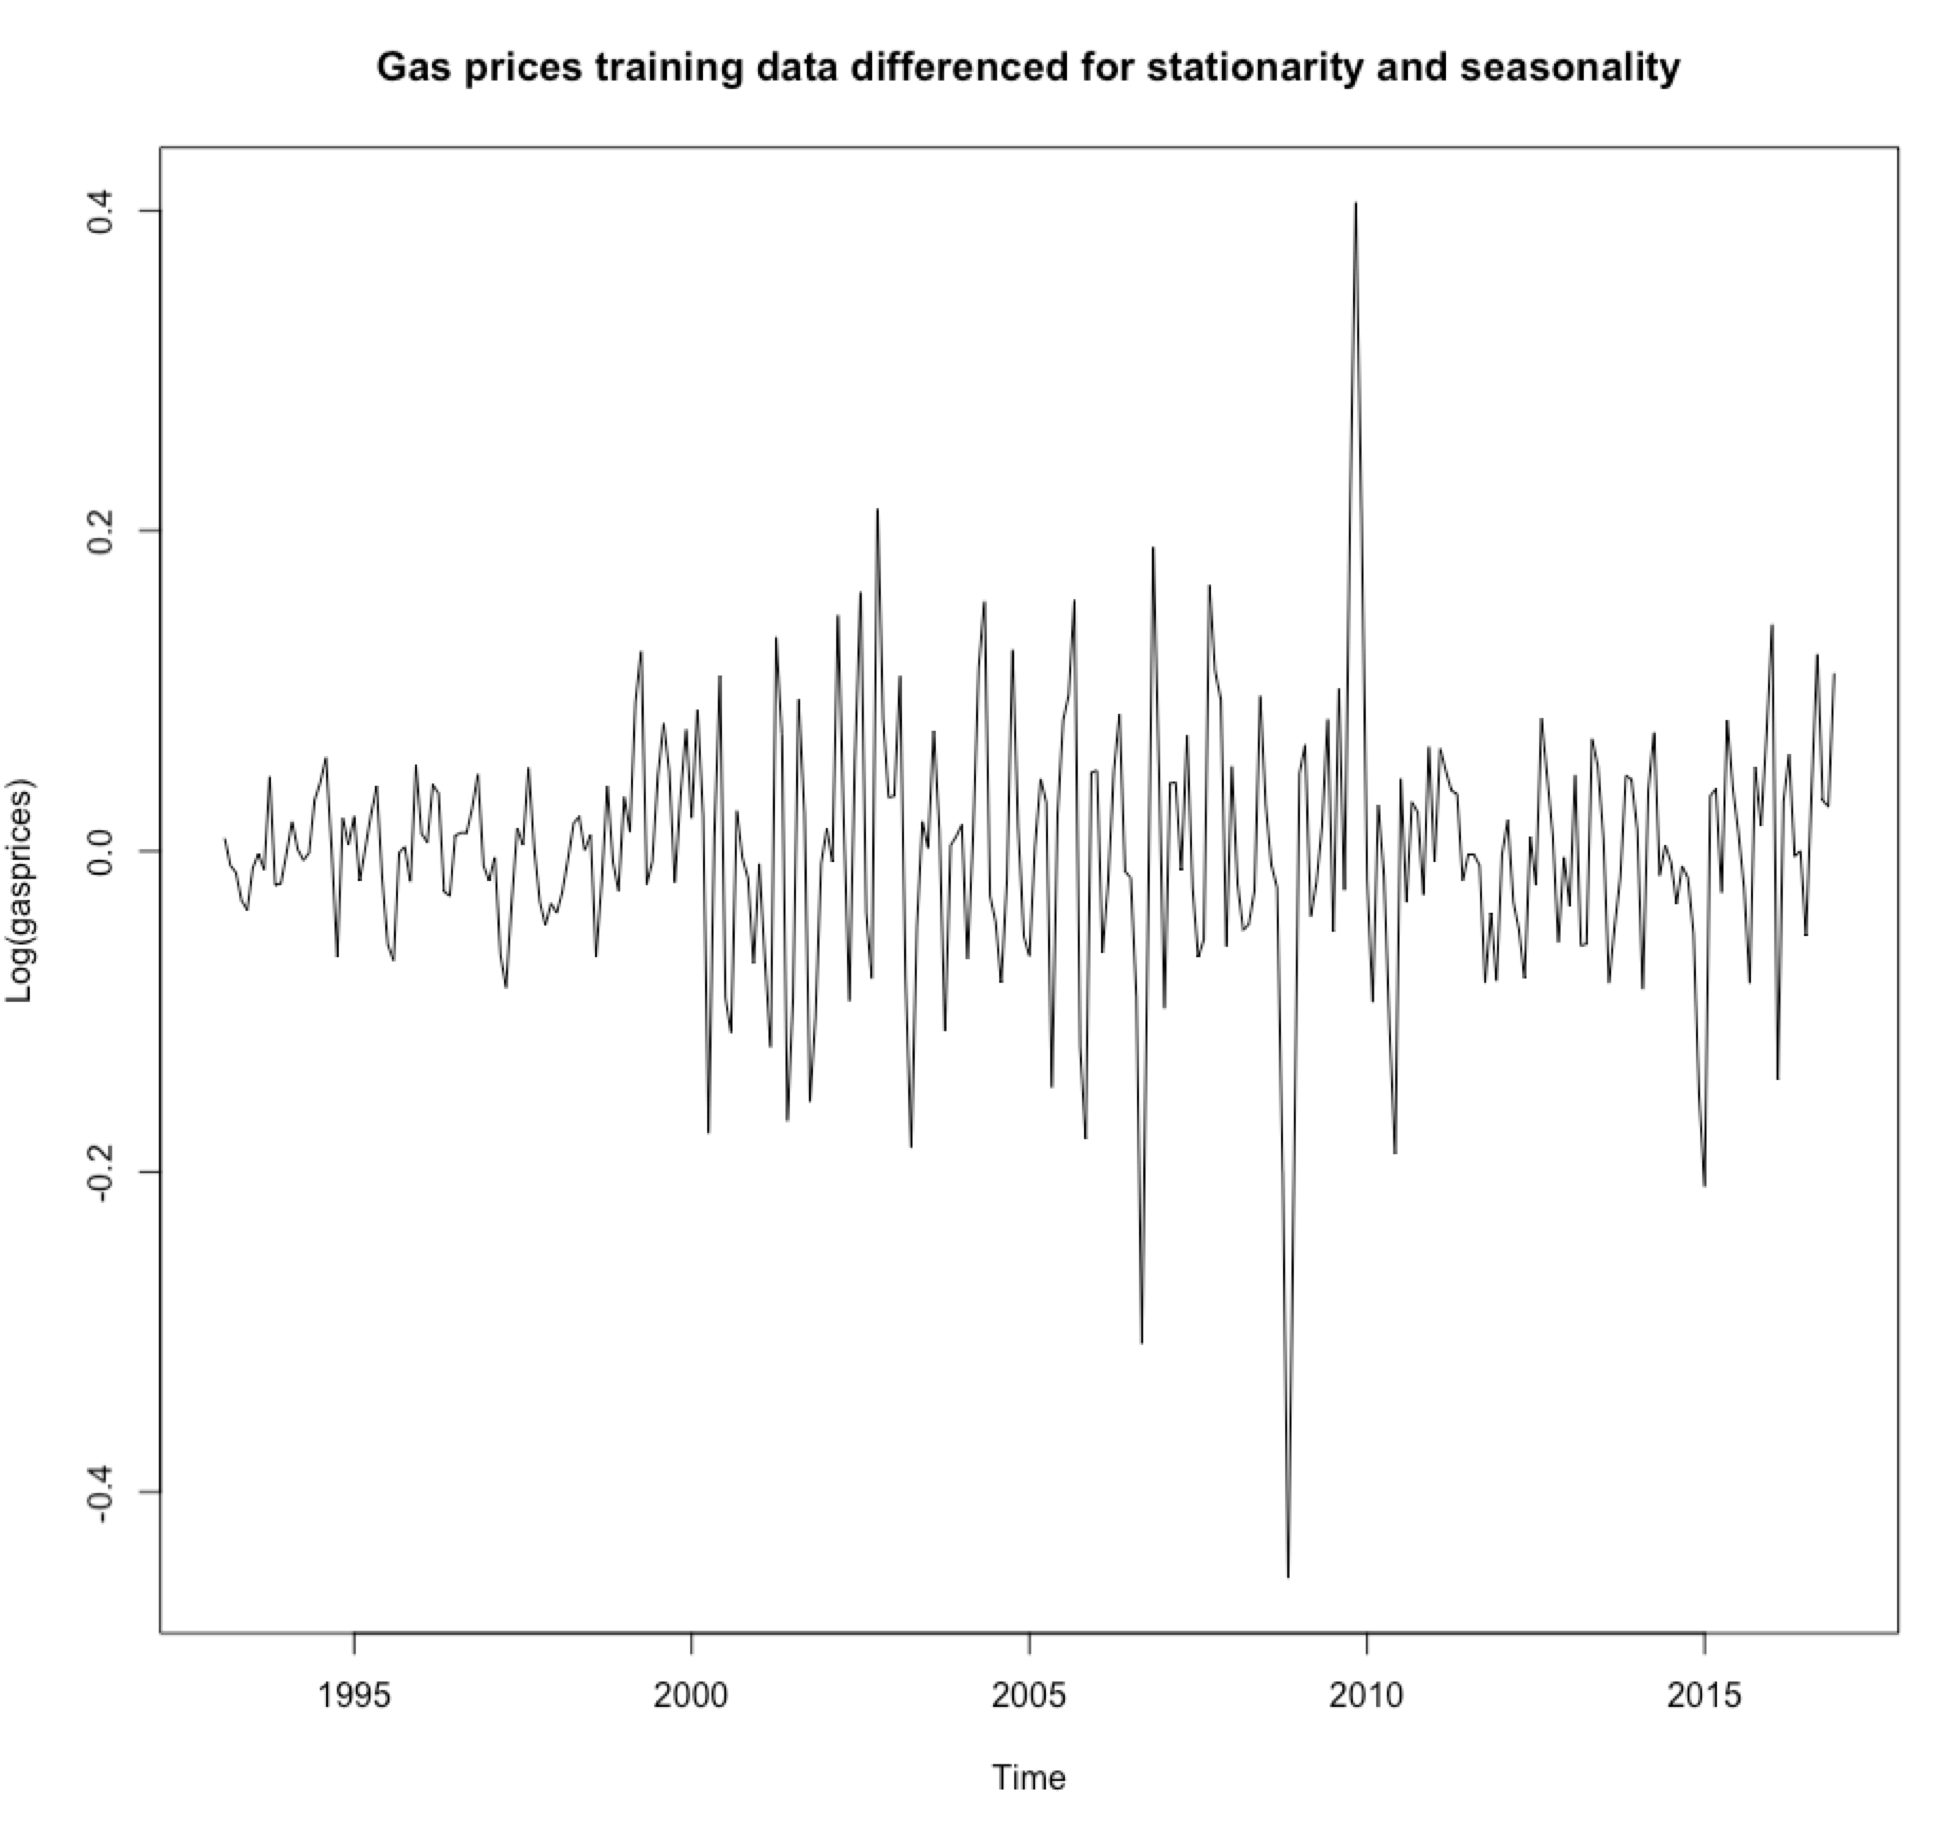 Gas prices training data differenced for stationarity and seasonality
0.4
0.2
0.0
-0.2
-0.4
Log(gasprices)
1995 2000 2005 2010 2015
Time